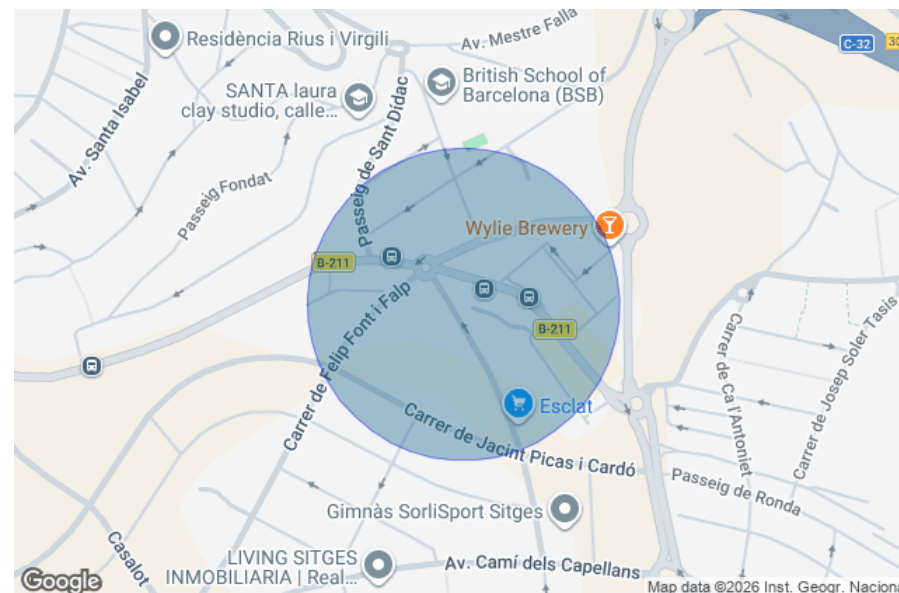 Residència Rius i Virgili
Av. Mestre Falla
C-32
30
SANTA laura
clay studio, calle...
British School of
Barcelona (BSB)
Av. Santa Isabel
Passeig de Sant Dídac
Passeig Fondat
Wylie Brewery
B-211
B-211
Carrer de Felip Font i Falp
Carrer de Ca l'Antoniet
Carrer de Josep Soler Tasis
Esclat
Carrer de Jacint Picas i Cardó
Passeig de Ronda
Gimnàs SorliSport Sitges
Casalot
LIVING SITGES
INMOBILIARIA | Real...
Av. Camí dels Capellans
Google
Map data ©2026 Inst. Geogr. Naciona